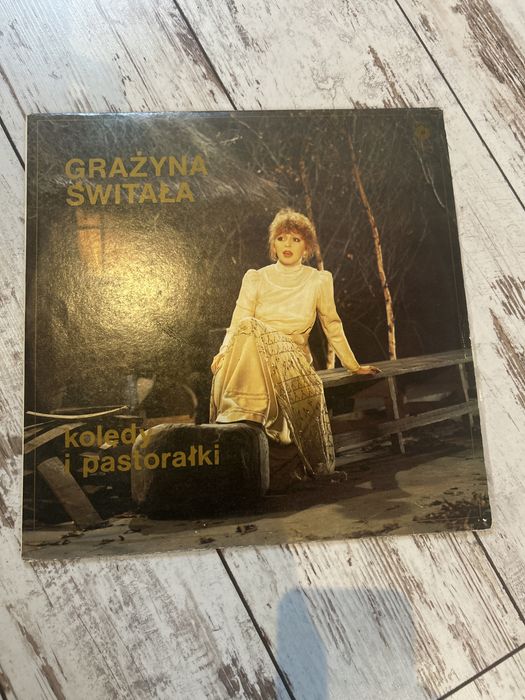 GRAŻYNA
ŚWITAŁA
kolędy
i pastorałki